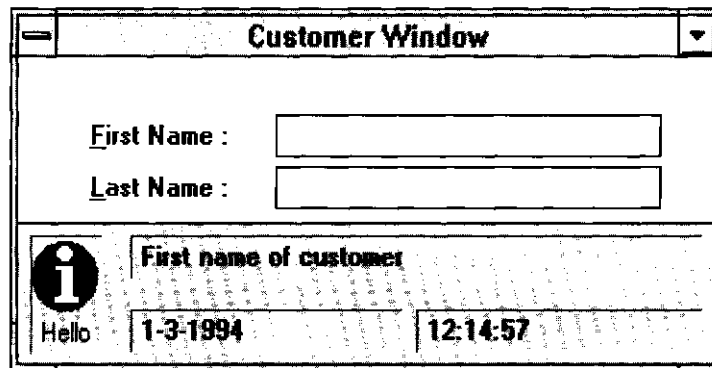 Customer Window
First Name :
Last Name :
First name of customer
Hello
1-3-1994
12:14:57